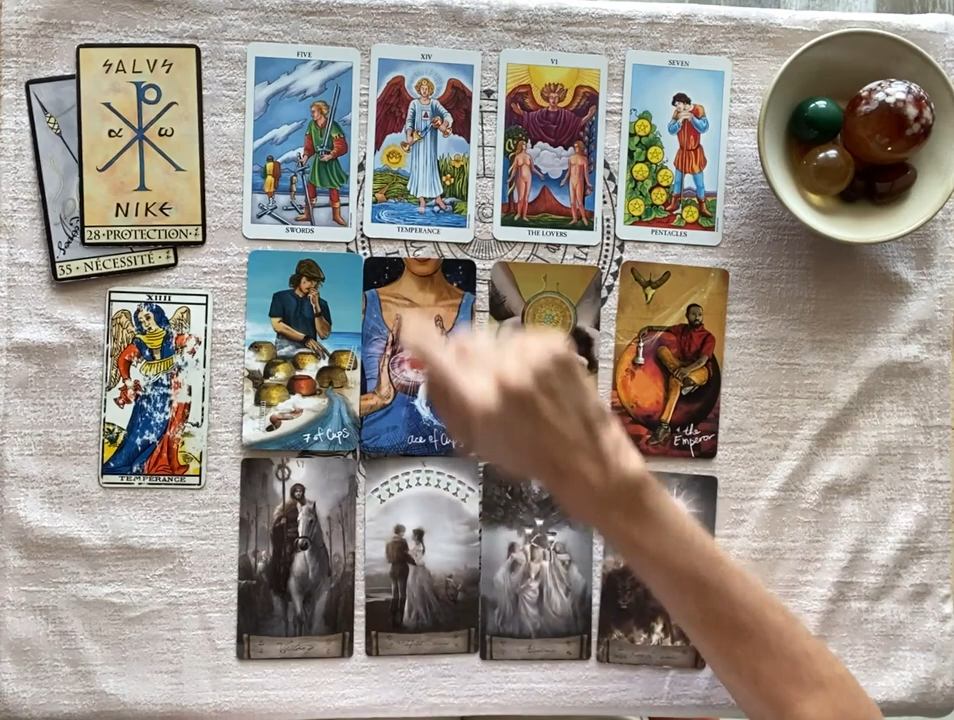 SALVS
α ω
NIKE
28·PROTECTION·
35·NÉCESSITÉ·
XIIII
TEMPERANCE
FIVE
SWORDS
XIV
TEMPERANCE
VI
THE LOVERS
SEVEN
PENTACLES
7 of Cups
ace of Cups
the
Emperor
VI